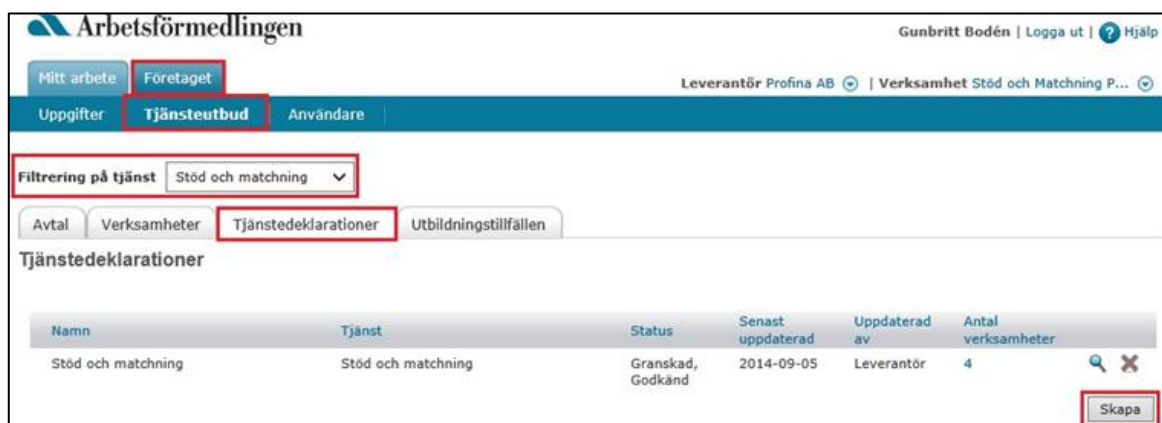 Arbetsförmedlingen
Gunbritt Bodén | Logga ut | ? Hjälp
Mitt arbete Företaget
Leverantör Profina AB | Verksamhet Stöd och Matchning P...
Uppgifter Tjänsteutbud Användare
Filtrering på tjänst Stöd och matchning
Avtal Verksamheter Tjänstedeklarationer Utbildningstillfällen
Tjänstedeklarationer
Namn Tjänst Status Senast uppdaterad Uppdaterad av Antal verksamheter
Stöd och matchning Stöd och matchning Granskad, Godkänd 2014-09-05 Leverantör 4
Skapa